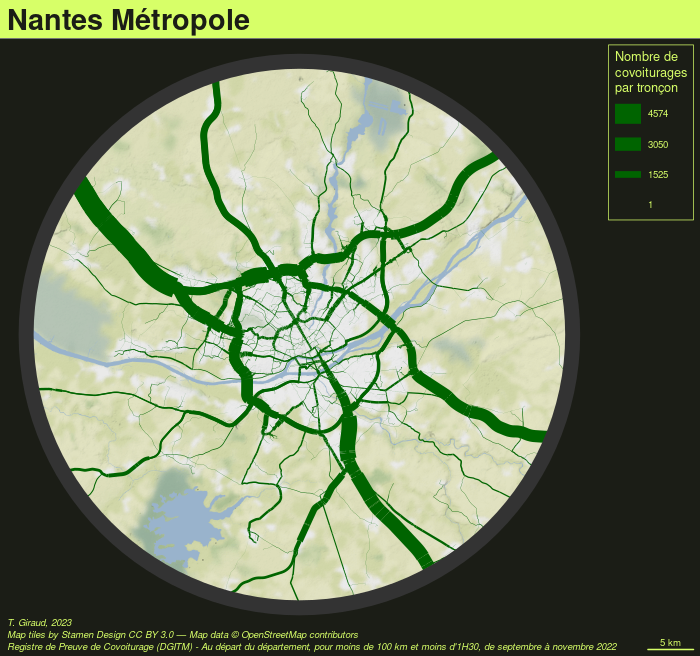 Nantes Métropole
Nombre de
covoiturages
par tronçon
4574
3050
1525
1
T. Giraud, 2023
Map tiles by Stamen Design CC BY 3.0 — Map data © OpenStreetMap contributors
Registre de Preuve de Covoiturage (DGITM) - Au départ du département, pour moins de 100 km et moins d'1H30, de septembre à novembre 2022
5 km